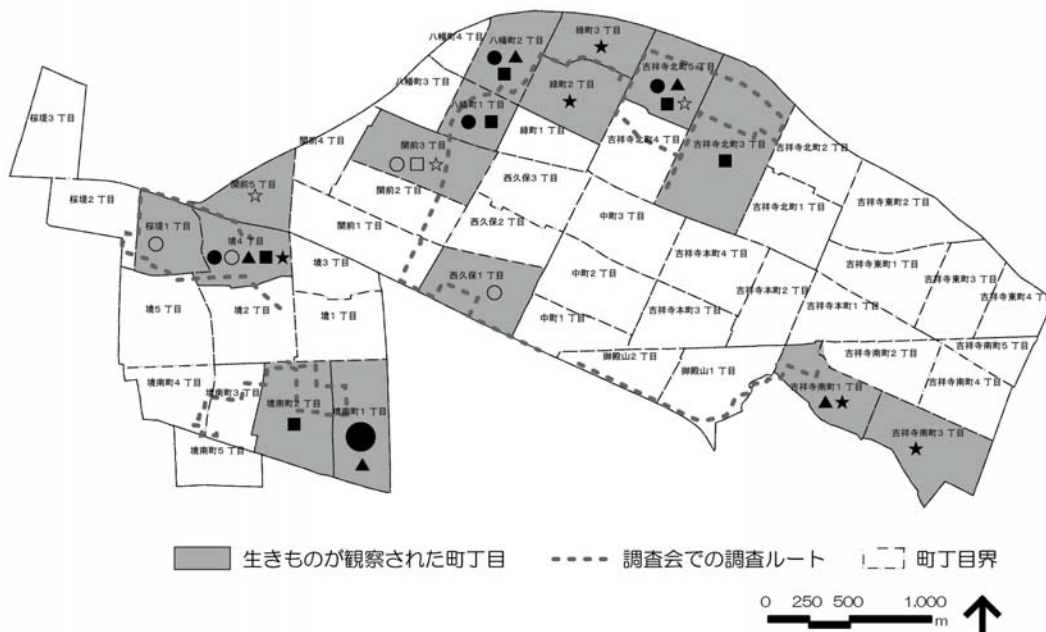 八幡町4 丁目
八幡町2 丁目
緑町3 丁目
八幡町3 丁目
緑町2 丁目
吉祥寺北町5 丁目
桜堤3 丁目
八幡町1 丁目
関前4 丁目
関前3 丁目
緑町1 丁目
吉祥寺北町4 丁目
吉祥寺北町3 丁目
吉祥寺北町2 丁目
桜堤2 丁目
関前5 丁目
関前2 丁目
西久保3 丁目
吉祥寺北町1 丁目
吉祥寺東町2 丁目
桜堤1 丁目
境4 丁目
関前1 丁目
西久保2 丁目
中町3 丁目
吉祥寺本町4 丁目
吉祥寺東町1 丁目
境3 丁目
西久保1 丁目
中町2 丁目
吉祥寺本町2 丁目
吉祥寺東町3 丁目
吉祥寺東町4 丁目
境5 丁目
境2 丁目
境1 丁目
中町1 丁目
吉祥寺本町3 丁目
吉祥寺本町1 丁目
御殿山2 丁目
御殿山1 丁目
吉祥寺南町2 丁目
吉祥寺南町5 丁目
境南町4 丁目
境南町3 丁目
境南町2 丁目
境南町1 丁目
吉祥寺南町1 丁目
吉祥寺南町4 丁目
境南町5 丁目
吉祥寺南町3 丁目
生きものが観察された町丁目
調査会での調査ルート
町丁目界
0 250 500 1,000
m